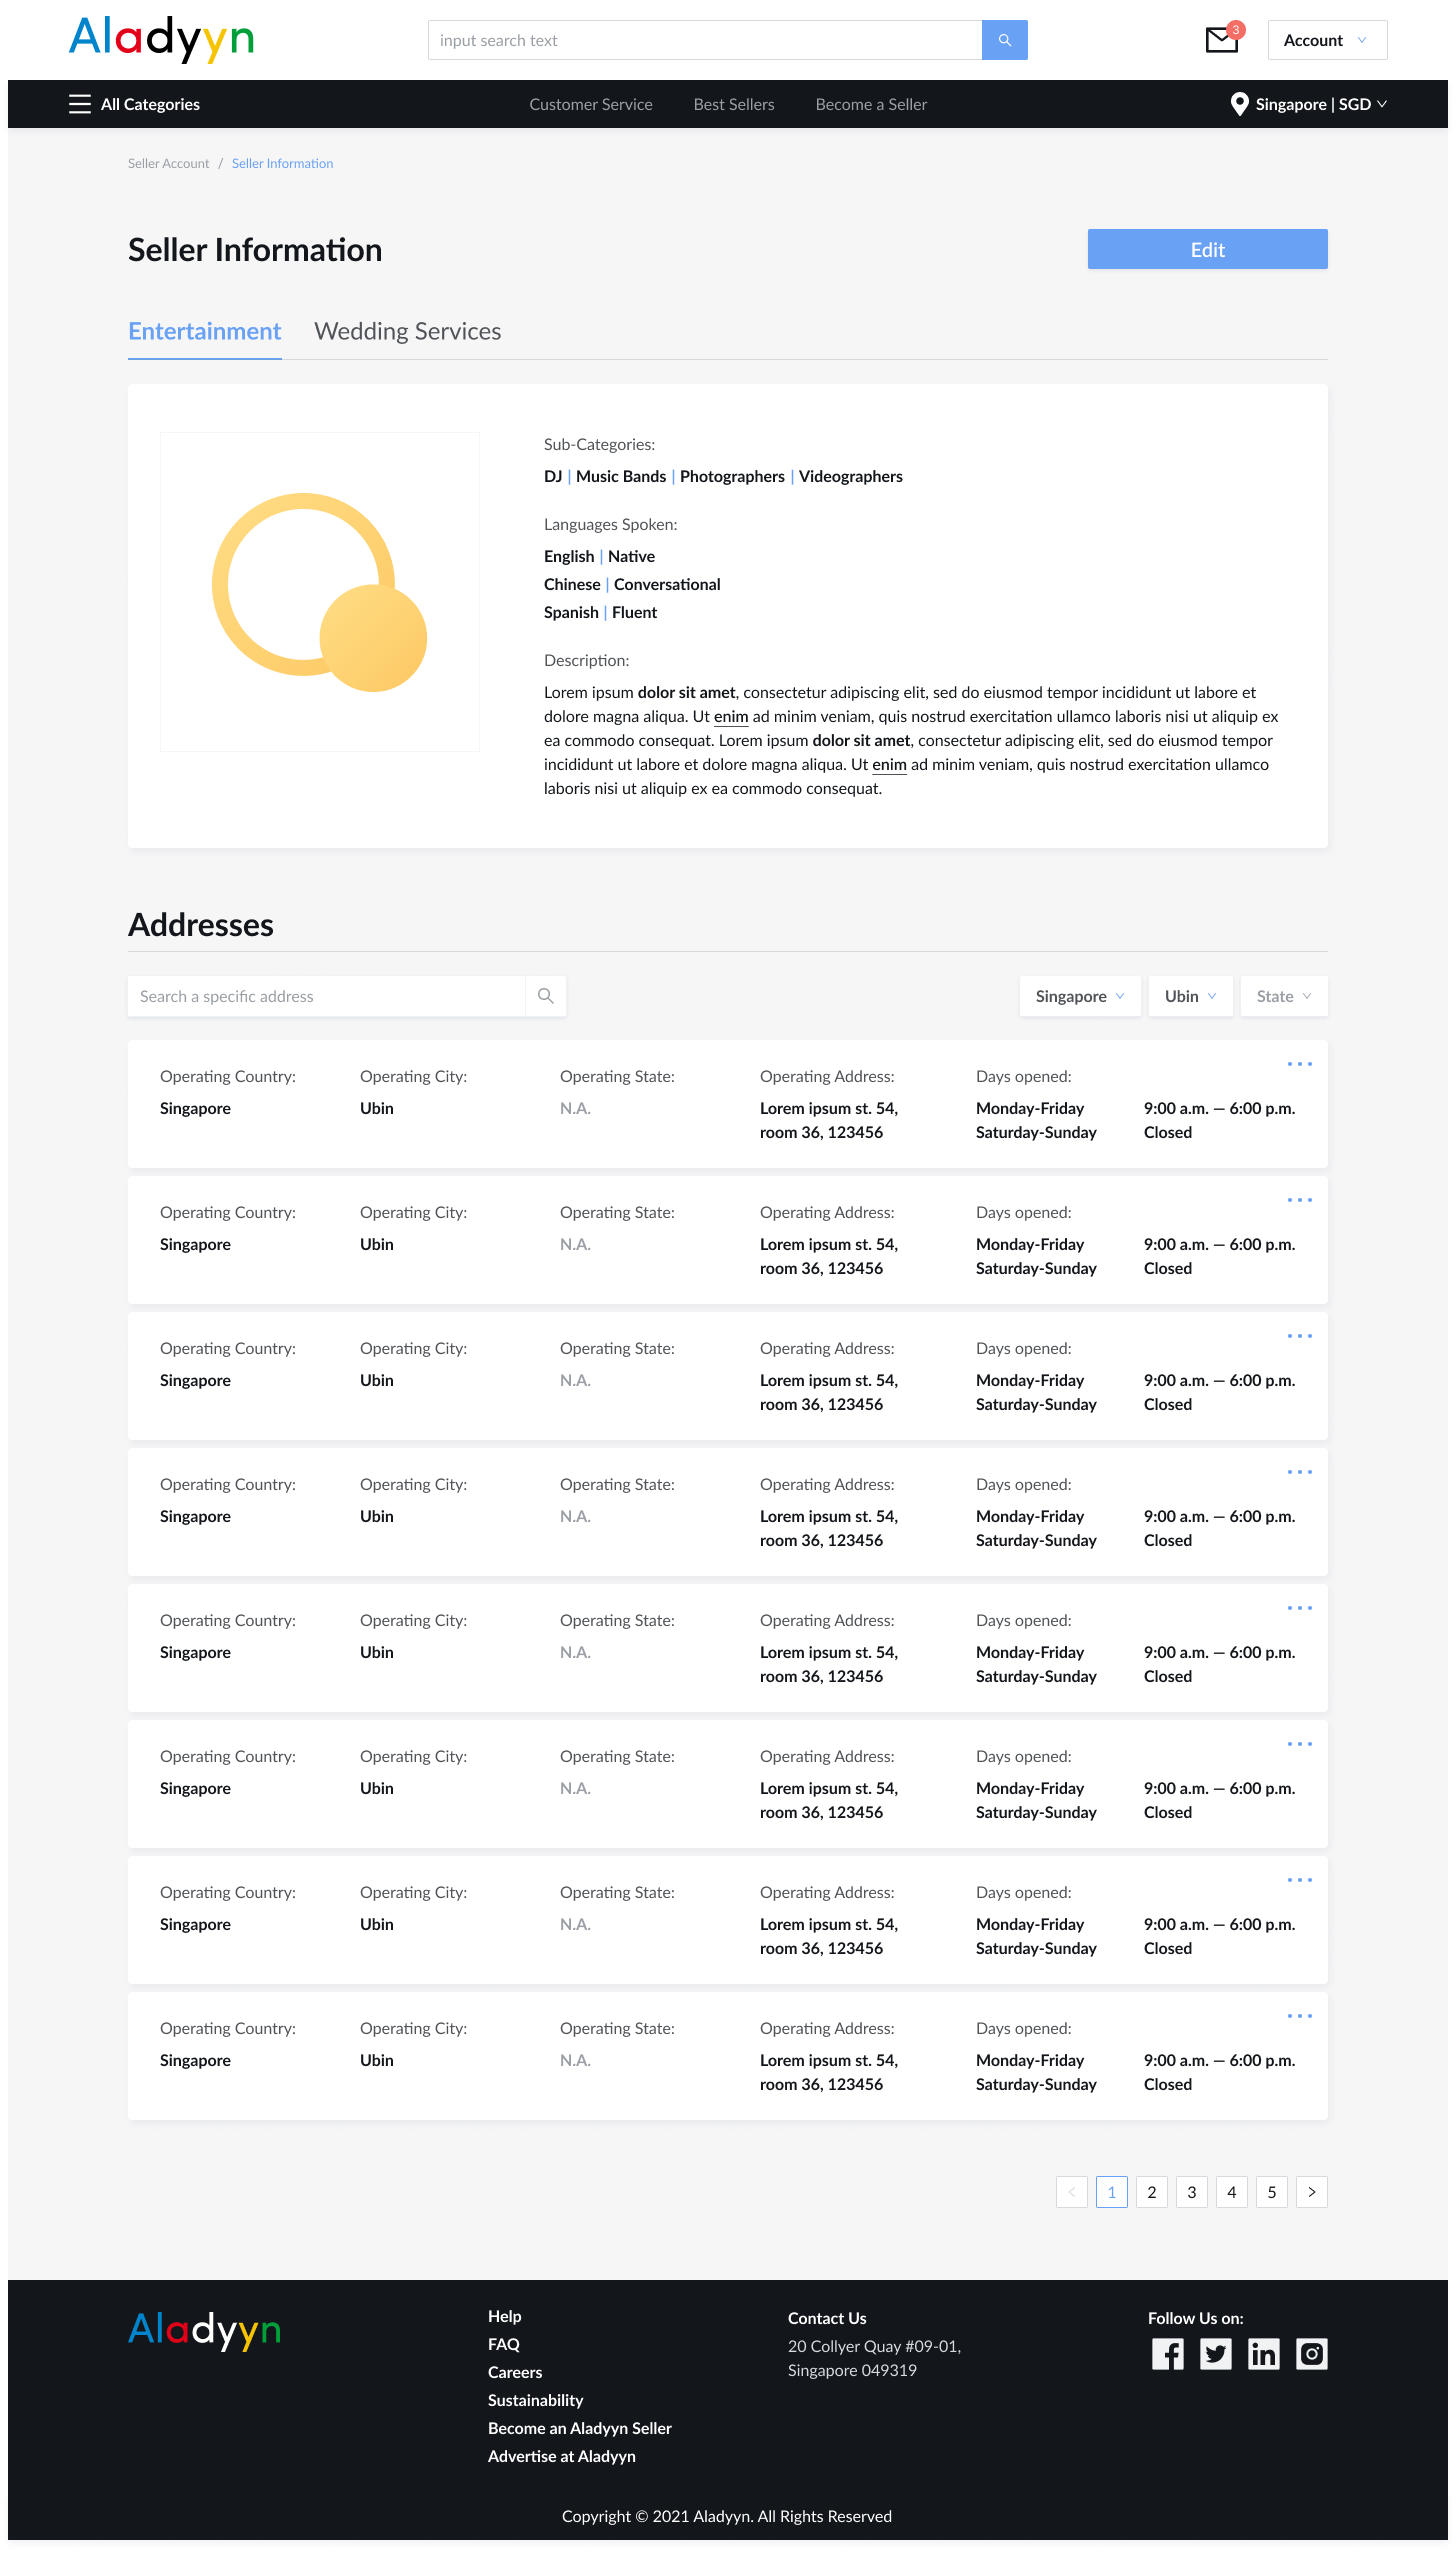 Aladyyn
input search text
3
Account
All Categories
Customer Service
Best Sellers
Become a Seller
Singapore | SGD
Seller Account / Seller Information
Seller Information
Edit
Entertainment
Wedding Services
Sub-Categories:
DJ | Music Bands | Photographers | Videographers
Languages Spoken:
English | Native
Chinese | Conversational
Spanish | Fluent
Description:
Lorem ipsum dolor sit amet, consectetur adipiscing elit, sed do eiusmod tempor incididunt ut labore et
dolore magna aliqua. Ut enim ad minim veniam, quis nostrud exercitation ullamco laboris nisi ut aliquip ex
ea commodo consequat. Lorem ipsum dolor sit amet, consectetur adipiscing elit, sed do eiusmod tempor
incididunt ut labore et dolore magna aliqua. Ut enim ad minim veniam, quis nostrud exercitation ullamco
laboris nisi ut aliquip ex ea commodo consequat.
Addresses
Search a specific address
Singapore
Ubin
State
Operating Country: Operating City: Operating State: Operating Address: Days opened:
Singapore Ubin N.A. Lorem ipsum st. 54, Monday-Friday 9:00 a.m. — 6:00 p.m.
room 36, 123456 Saturday-Sunday Closed
Operating Country: Operating City: Operating State: Operating Address: Days opened:
Singapore Ubin N.A. Lorem ipsum st. 54, Monday-Friday 9:00 a.m. — 6:00 p.m.
room 36, 123456 Saturday-Sunday Closed
Operating Country: Operating City: Operating State: Operating Address: Days opened:
Singapore Ubin N.A. Lorem ipsum st. 54, Monday-Friday 9:00 a.m. — 6:00 p.m.
room 36, 123456 Saturday-Sunday Closed
Operating Country: Operating City: Operating State: Operating Address: Days opened:
Singapore Ubin N.A. Lorem ipsum st. 54, Monday-Friday 9:00 a.m. — 6:00 p.m.
room 36, 123456 Saturday-Sunday Closed
Operating Country: Operating City: Operating State: Operating Address: Days opened:
Singapore Ubin N.A. Lorem ipsum st. 54, Monday-Friday 9:00 a.m. — 6:00 p.m.
room 36, 123456 Saturday-Sunday Closed
Operating Country: Operating City: Operating State: Operating Address: Days opened:
Singapore Ubin N.A. Lorem ipsum st. 54, Monday-Friday 9:00 a.m. — 6:00 p.m.
room 36, 123456 Saturday-Sunday Closed
Operating Country: Operating City: Operating State: Operating Address: Days opened:
Singapore Ubin N.A. Lorem ipsum st. 54, Monday-Friday 9:00 a.m. — 6:00 p.m.
room 36, 123456 Saturday-Sunday Closed
Operating Country: Operating City: Operating State: Operating Address: Days opened:
Singapore Ubin N.A. Lorem ipsum st. 54, Monday-Friday 9:00 a.m. — 6:00 p.m.
room 36, 123456 Saturday-Sunday Closed
< 1 2 3 4 5 >
Aladyyn
Help
FAQ
Careers
Sustainability
Become an Aladyyn Seller
Advertise at Aladyyn
Contact Us
20 Collyer Quay #09-01,
Singapore 049319
Follow Us on:
Copyright © 2021 Aladyyn. All Rights Reserved